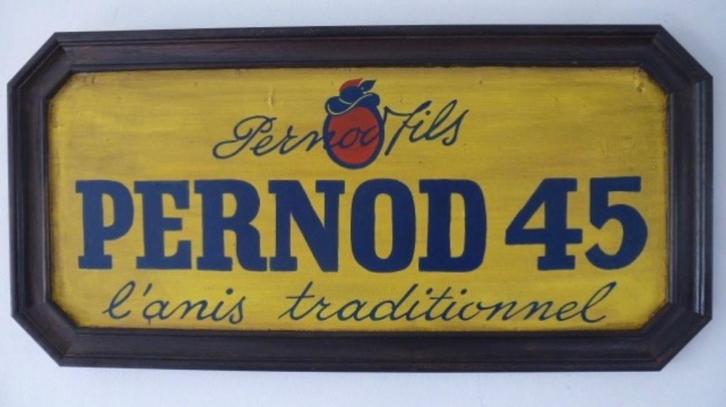 Pernod fils
PERNOD 45
l'anis traditionnel